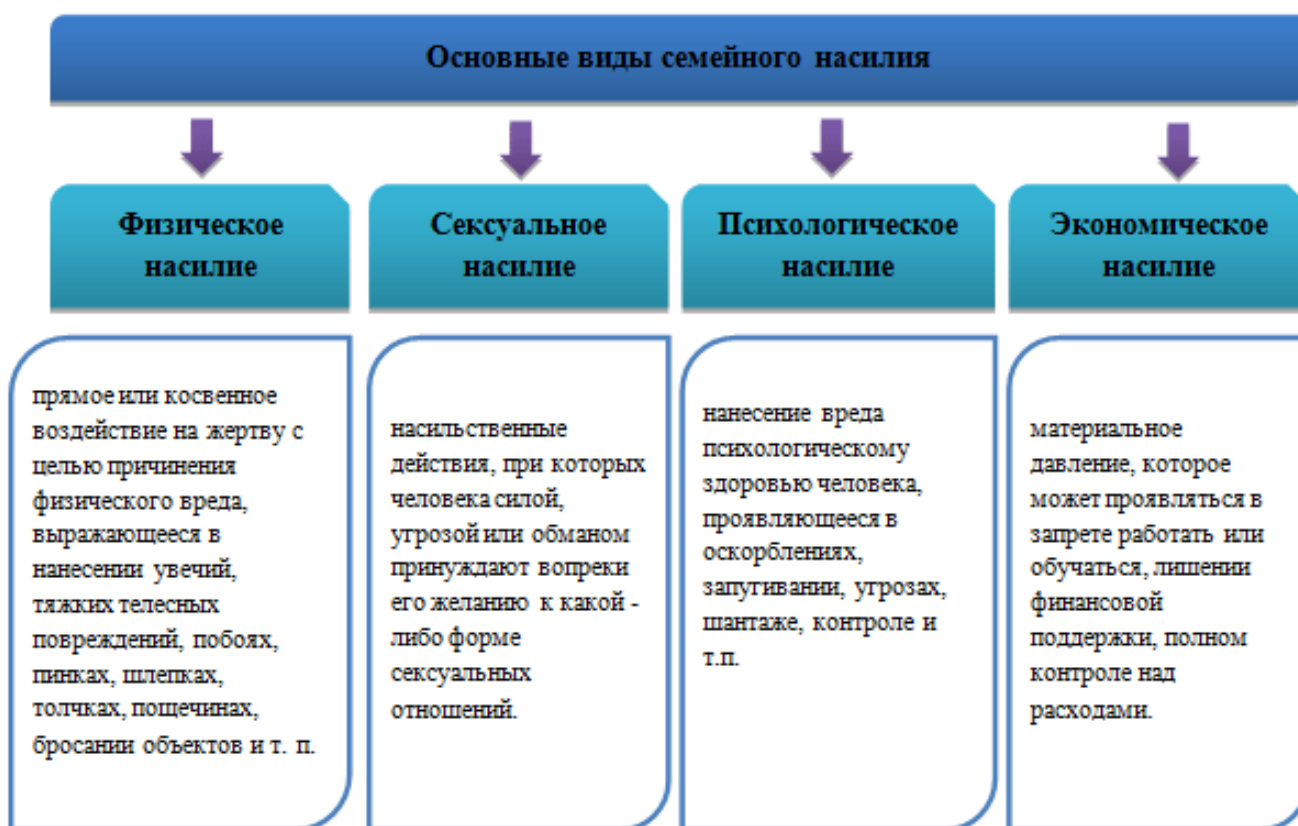 Основные виды семейного насилия
Физическое
насилие
Сексуальное
насилие
Психологическое
насилие
Экономическое
насилие
прямое или косвенное
воздействие на жертву с
целью причинения
физического вреда,
выражающееся в
нанесении увечий,
тяжких телесных
повреждений, побоях,
пинках, шлепках,
толчках, пощечинах,
бросании объектов и т. п.
насильственные
действия, при которых
человека силой,
угрозой или обманом
принуждают вопреки
его желанию к какой -
либо форме
сексуальных
отношений.
нанесение вреда
психологическому
здоровью человека,
проявляющееся в
оскорблениях,
запугивании, угрозах,
шантаже, контроле и
т.п.
материальное
давление, которое
может проявляться в
запрете работать или
обучаться, лишении
финансовой
поддержки, полном
контроле над
расходами.